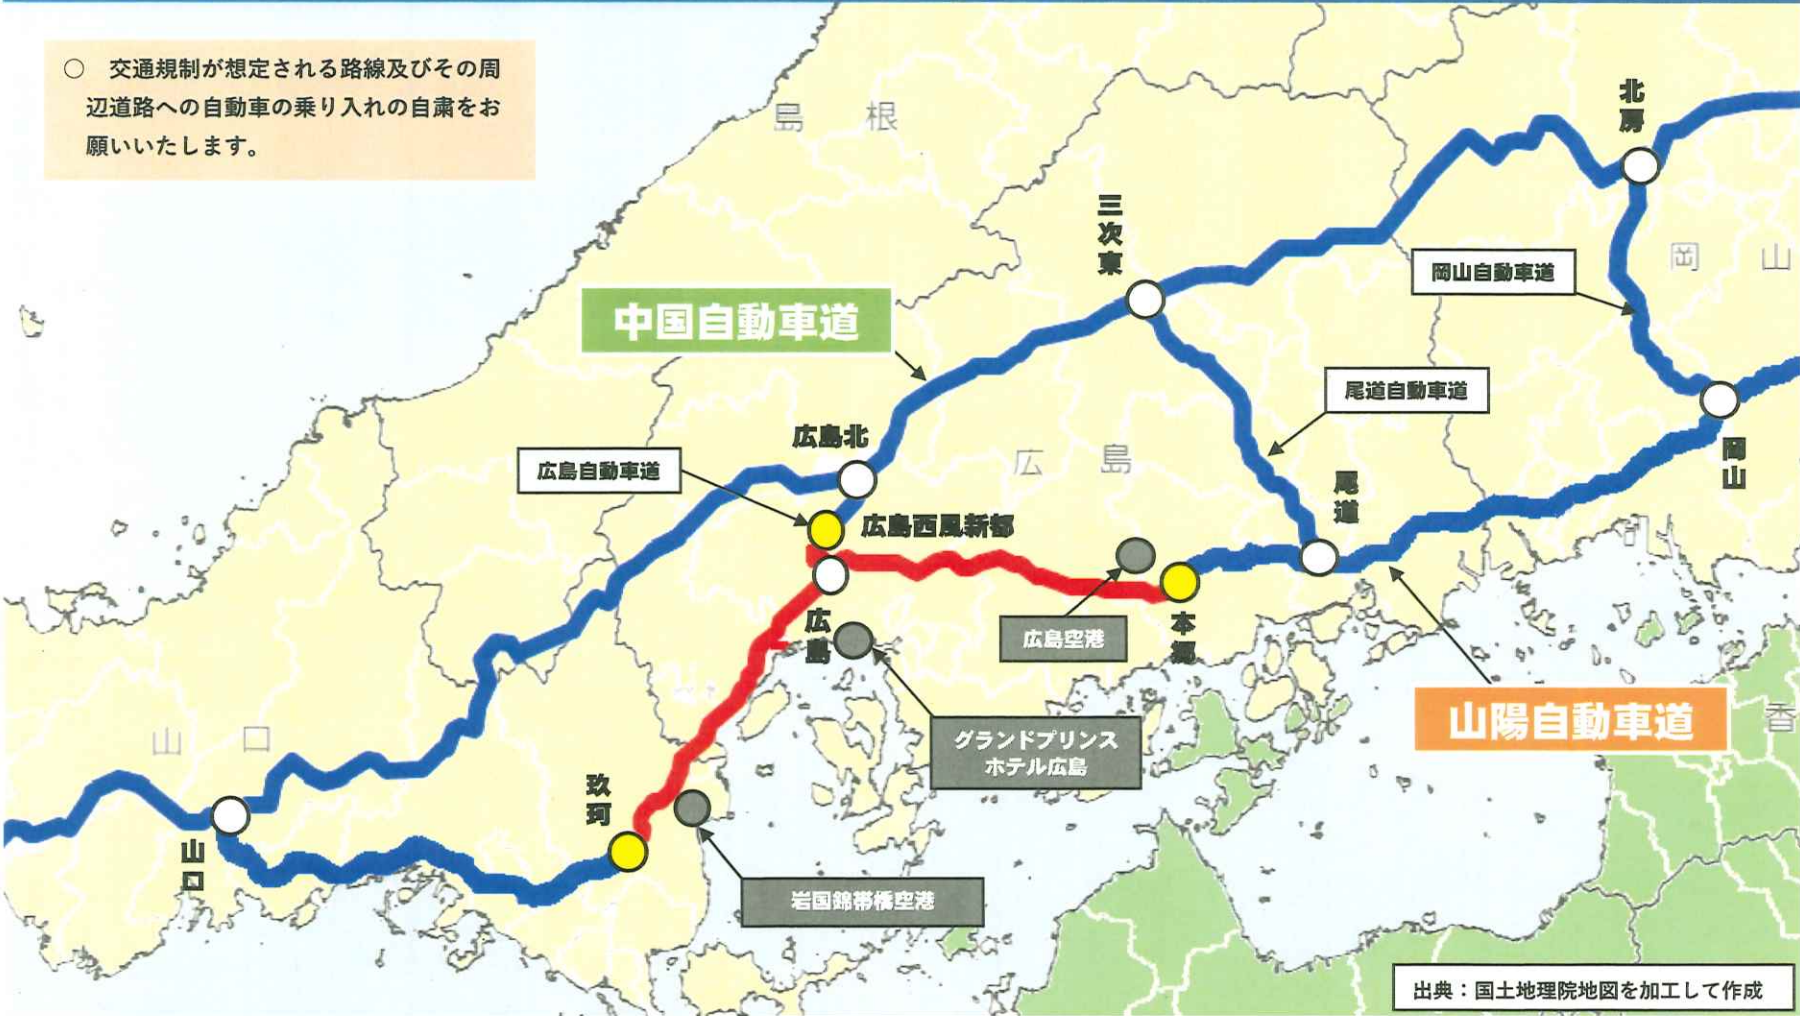 ○　交通規制が想定される路線及びその周
辺道路への自動車の乗り入れの自粛をお
願いいたします。
島　根
北房
三次東
岡山自動車道
岡　山
中国自動車道
尾道自動車道
広島北
広　島
広島自動車道
尾道
岡山
広島西風新都
広島
広島空港
本郷
山　口
グランドプリンス
ホテル広島
山陽自動車道
香
玖珂
山口
岩国錦帯橋空港
出典：国土地理院地図を加工して作成